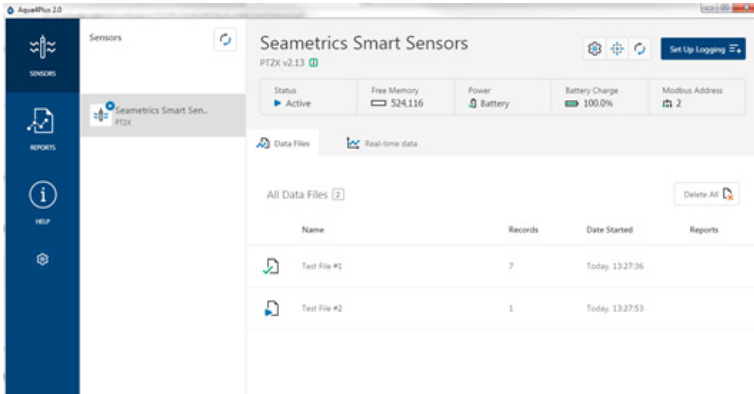 Aqua4Plus 2.0
SENSORS
REPORTS
HELP
Sensors
Seametrics Smart Sen..
PT2X
Seametrics Smart Sensors
PT2X v2.13
Set Up Logging
Status
Active
Free Memory
524,116
Power
Battery
Battery Charge
100.0%
Modbus Address
2
Data Files
Real-time data
All Data Files 2
Delete All
Name Records Date Started Reports
Test File #1 7 Today, 13:27:36
Test File #2 1 Today, 13:27:53